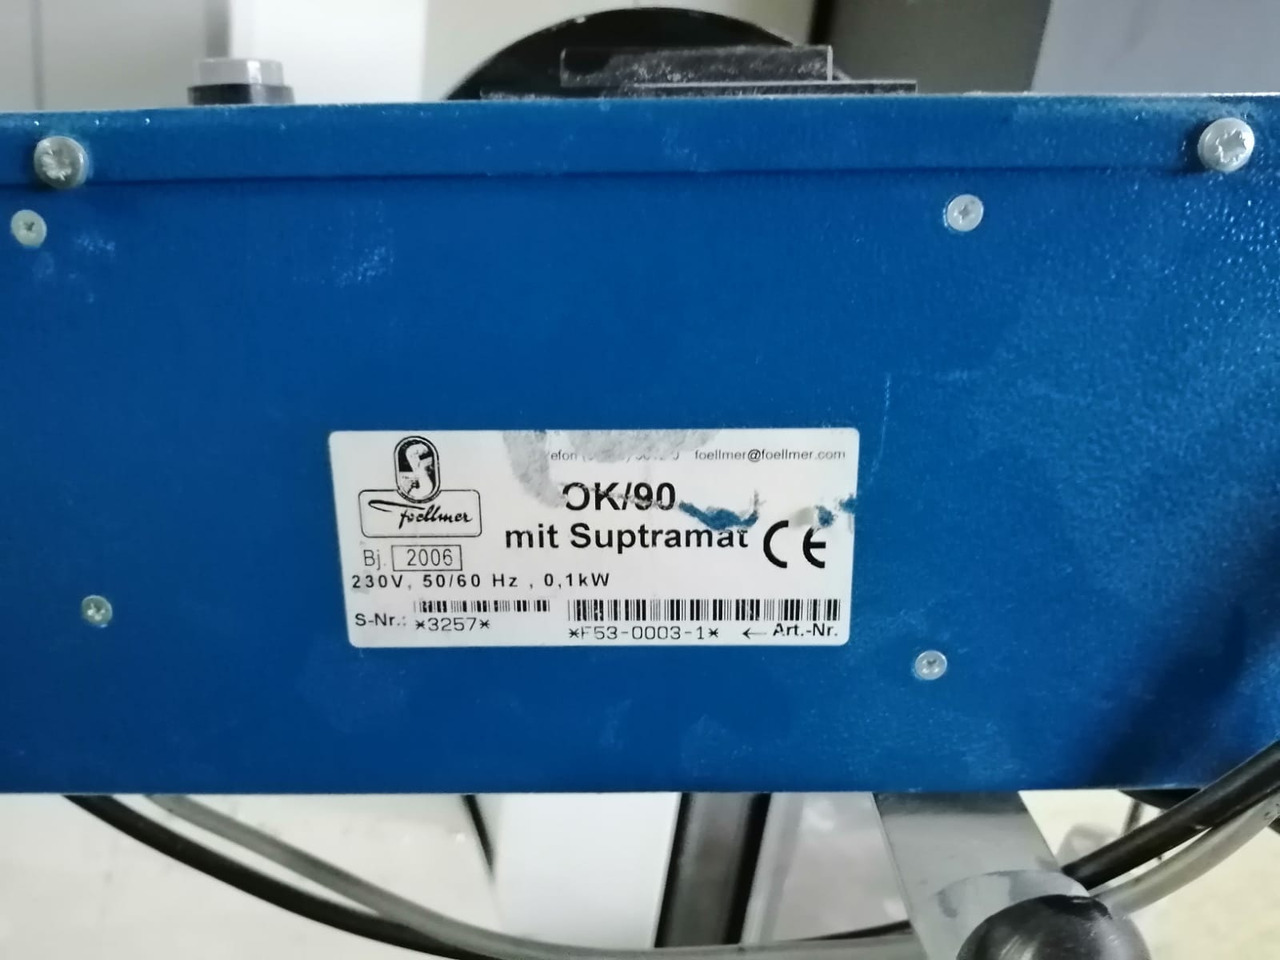 foellmer@foellmer.com
OK/90
foellmer
mit Suptramat CE
Bj. 2006
230V, 50/60 Hz , 0,1kW
S-Nr.: *3257* *F53-0003-1* ← Art.-Nr.